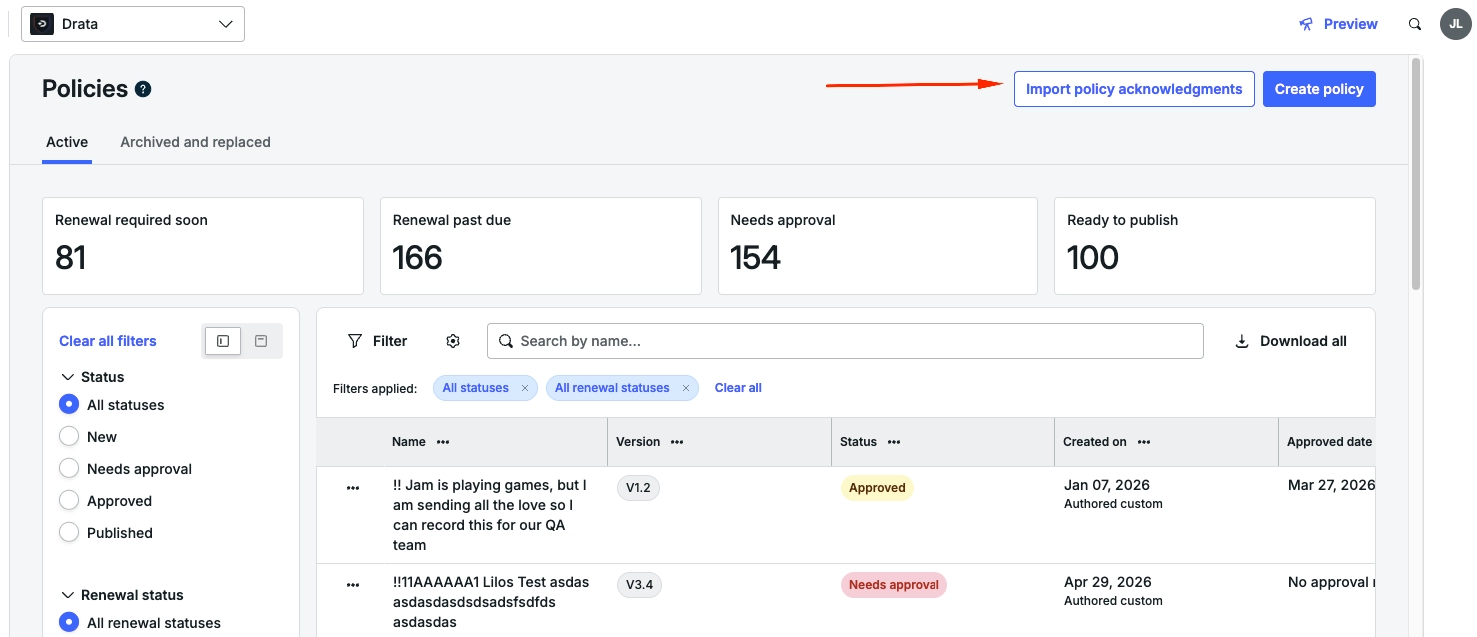 Drata
Preview
JL
Policies ?
Import policy acknowledgments
Create policy
Active
Archived and replaced
Renewal required soon
81
Renewal past due
166
Needs approval
154
Ready to publish
100
Clear all filters
Status
All statuses
New
Needs approval
Approved
Published
Renewal status
All renewal statuses
Filter
Search by name...
Download all
Filters applied:
All statuses ×
All renewal statuses ×
Clear all
Name •••
Version •••
Status •••
Created on •••
Approved date
•••
!! Jam is playing games, but I
am sending all the love so I
can record this for our QA
team
V1.2
Approved
Jan 07, 2026
Authored custom
Mar 27, 2026
•••
!!11AAAAAA1 Lilos Test asdas
asdasdasdsdsadsfsdfds
asdasdas
V3.4
Needs approval
Apr 29, 2026
Authored custom
No approval